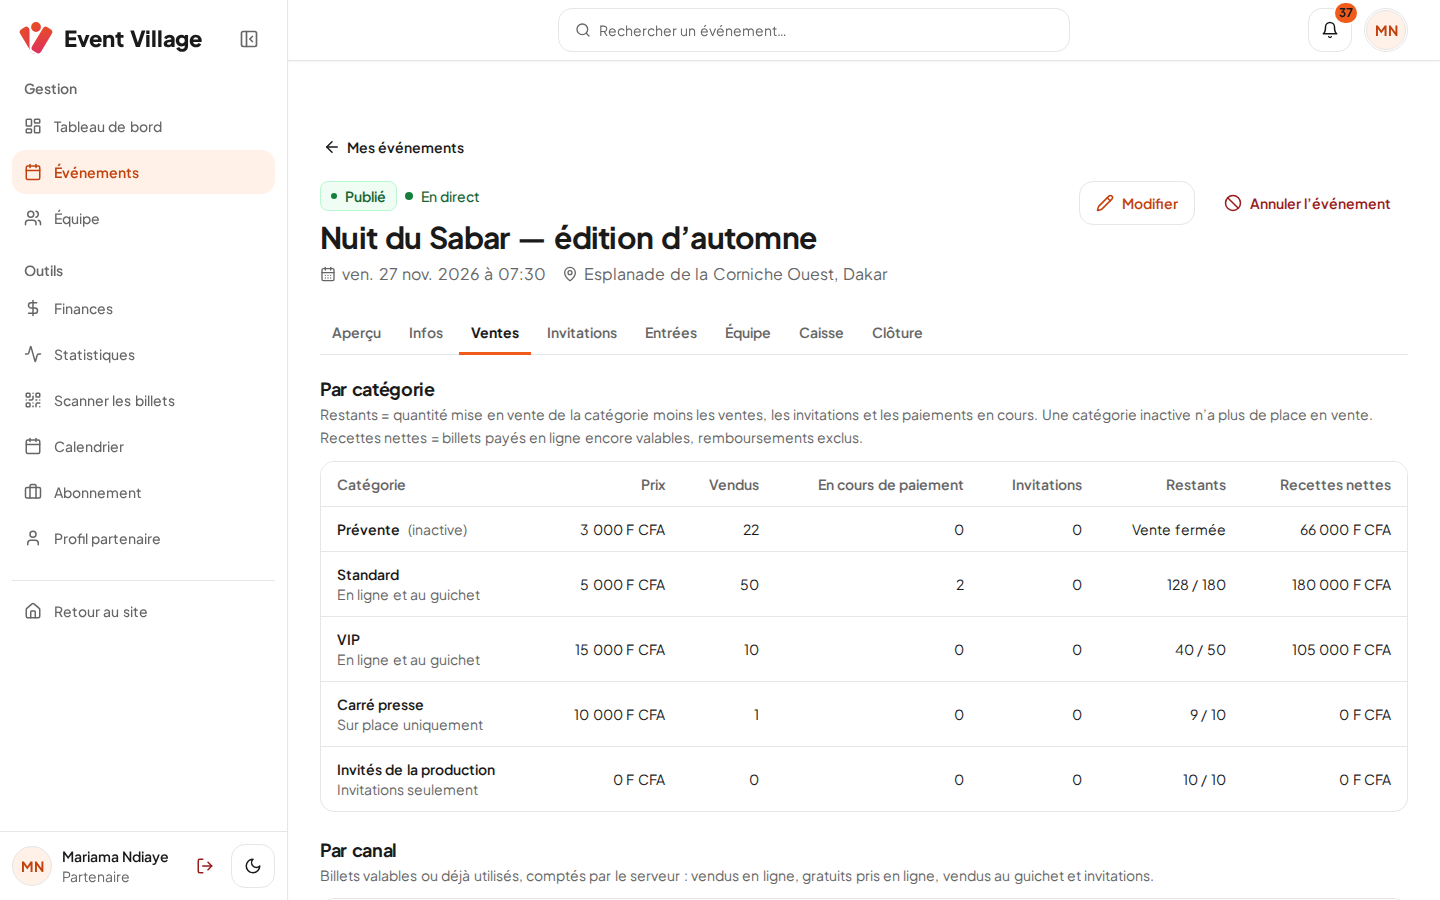 Event Village
Rechercher un événement...
37
MN
Gestion
Tableau de bord
Événements
Équipe
Outils
Finances
Statistiques
Scanner les billets
Calendrier
Abonnement
Profil partenaire
Retour au site
Mariama Ndiaye
Partenaire
MN
Mes événements
Publié
En direct
Modifier
Annuler l’événement
Nuit du Sabar — édition d’automne
ven. 27 nov. 2026 à 07:30
Esplanade de la Corniche Ouest, Dakar
Aperçu Infos Ventes Invitations Entrées Équipe Caisse Clôture
Par catégorie
Restants = quantité mise en vente de la catégorie moins les ventes, les invitations et les paiements en cours. Une catégorie inactive n’a plus de place en vente.
Recettes nettes = billets payés en ligne encore valables, remboursements exclus.
Catégorie Prix Vendus En cours de paiement Invitations Restants Recettes nettes
Prévente (inactive) 3 000 F CFA 22 0 0 Vente fermée 66 000 F CFA
Standard
En ligne et au guichet 5 000 F CFA 50 2 0 128 / 180 180 000 F CFA
VIP
En ligne et au guichet 15 000 F CFA 10 0 0 40 / 50 105 000 F CFA
Carré presse
Sur place uniquement 10 000 F CFA 1 0 0 9 / 10 0 F CFA
Invités de la production
Invitations seulement 0 F CFA 0 0 0 10 / 10 0 F CFA
Par canal
Billets valables ou déjà utilisés, comptés par le serveur : vendus en ligne, gratuits pris en ligne, vendus au guichet et invitations.